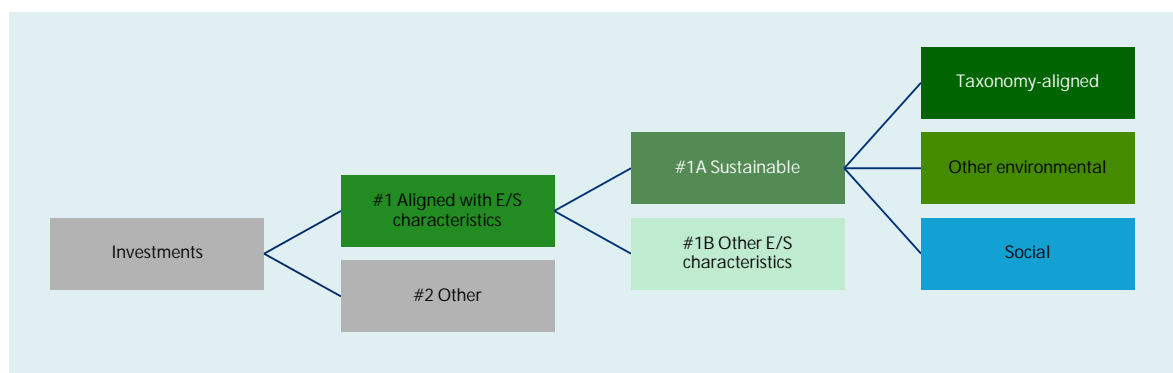 Taxonomy-aligned
#1A Sustainable
Other environmental
#1 Aligned with E/S
characteristics
Investments
#1B Other E/S
characteristics
Social
#2 Other